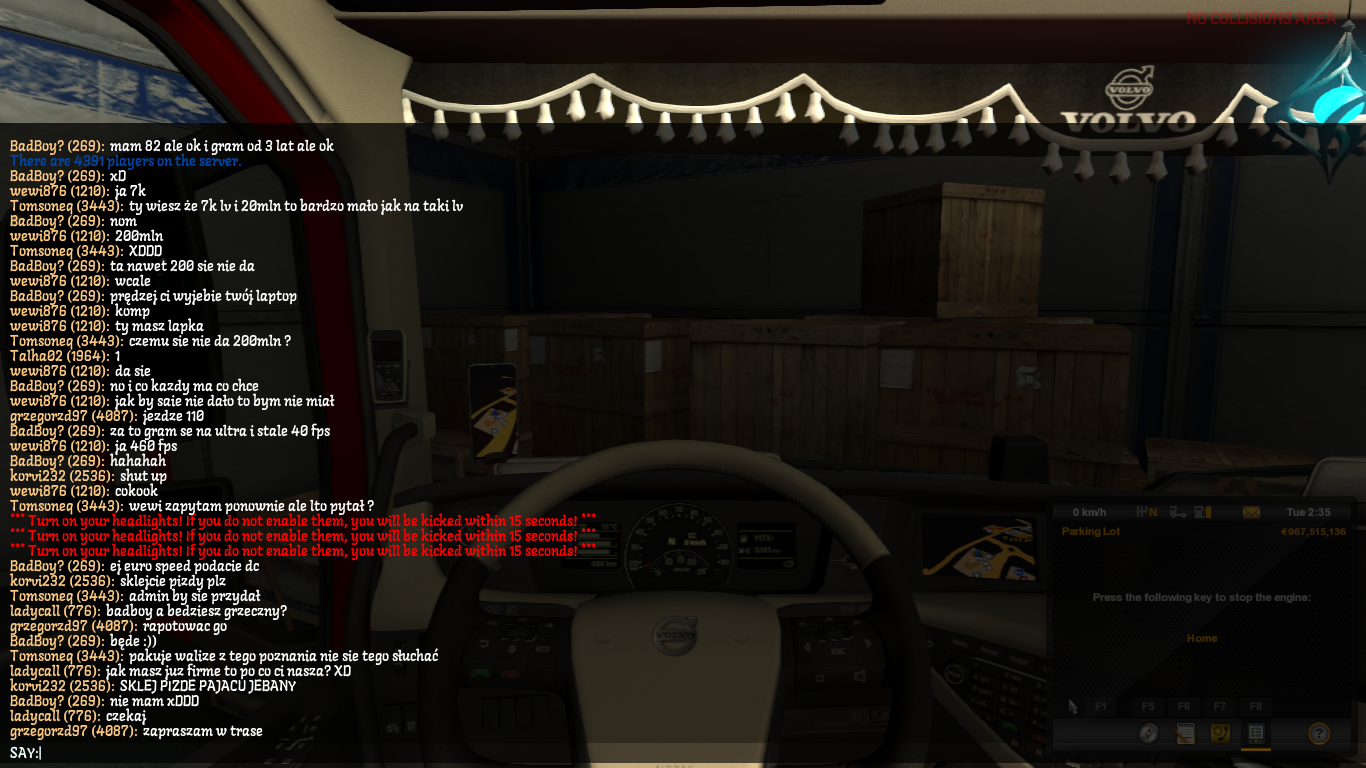 NO COLLISIONS AREA
VOLVO
VOLVO
BadBoy? (269): mam 82 ale ok i gram od 3 lat ale ok
There are 4391 players on the server.
BadBoy? (269): xD
wewi876 (1210): ja 7k
Tomsoneq (3443): ty wiesz że 7k lv i 20mln to bardzo mało jak na taki lv
BadBoy? (269): nom
wewi876 (1210): 200mln
Tomsoneq (3443): XDDD
BadBoy? (269): ta nawet 200 sie nie da
wewi876 (1210): wcale
BadBoy? (269): prędzej ci wyjebie twój laptop
wewi876 (1210): komp
wewi876 (1210): ty masz lapka
Tomsoneq (3443): czemu sie nie da 200mln ?
Talha02 (1964): 1
wewi876 (1210): da sie
BadBoy? (269): no i co kazdy ma co chce
wewi876 (1210): jak by saie nie dało to bym nie miał
grzegorzd97 (4087): jezdze 110
BadBoy? (269): za to gram se na ultra i stale 40 fps
wewi876 (1210): ja 460 fps
BadBoy? (269): hahahah
korvi232 (2536): shut up
wewi876 (1210): cokook
Tomsoneq (3443): wewi zapytam ponownie ale lto pytał ?
*** Turn on your headlights! If you do not enable them, you will be kicked within 15 seconds! ***
*** Turn on your headlights! If you do not enable them, you will be kicked within 15 seconds! ***
*** Turn on your headlights! If you do not enable them, you will be kicked within 15 seconds! ***
BadBoy? (269): ej euro speed podacie dc
korvi232 (2536): sklejcie pizdy plz
Tomsoneq (3443): admin by sie przydał
ladycall (776): badboy a bedziesz grzeczny?
grzegorzd97 (4087): rapotowac go
BadBoy? (269): będe :))
Tomsoneq (3443): pakuje walize z tego poznania nie sie tego słuchać
ladycall (776): jak masz juz firme to po co ci nasza? XD
korvi232 (2536): SKLEJ PIZDE PAJACU JEBANY
BadBoy? (269): nie mam xDDD
ladycall (776): czekaj
grzegorzd97 (4087): zapraszam w trase
SAY:
VOLVO
0 km/h N Tue 2:35
Parking Lot €967,515,136
Press the following key to stop the engine:
Home
F1 F5 F6 F7 F8
?